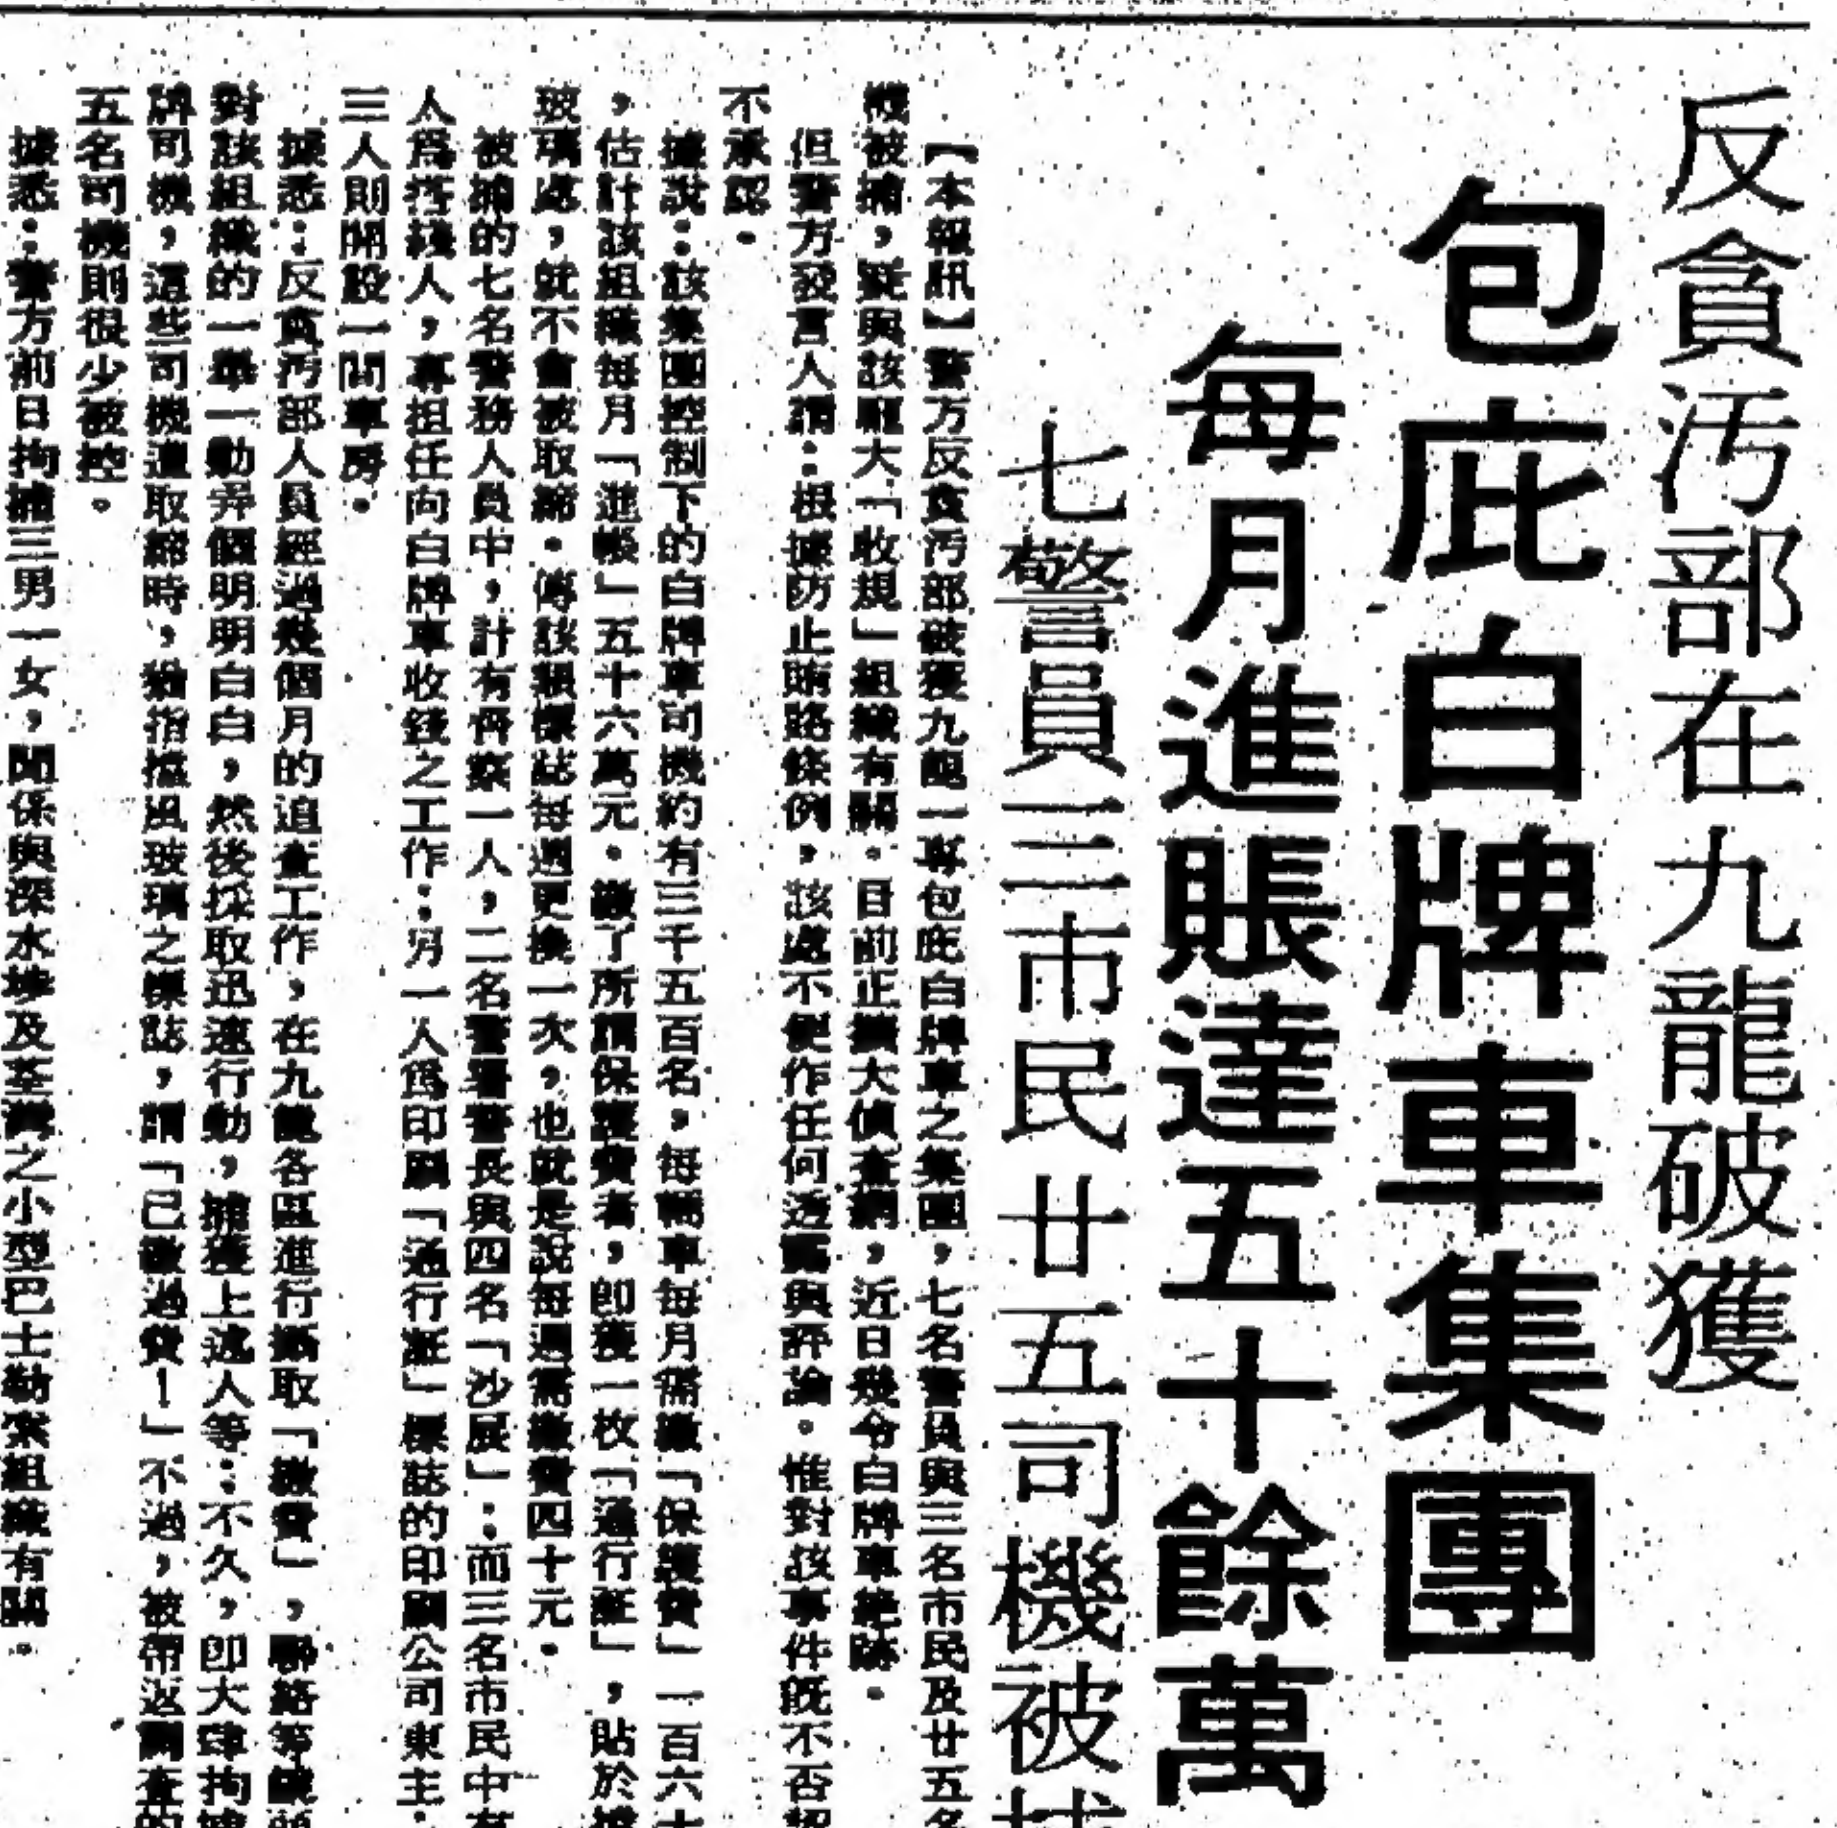 反貪污部在九龍破獲
包庇白牌車集團
每月進賬達五十餘萬
七警員三市民廿五司機被
【本報訊】警方反貪污部破獲九龍一專包庇白牌車之集團，七名警員與三名市民及廿五名
機被捕，疑與該龐大「收規」組織有關。目前正擴大偵查網，近日幾令白牌車絕跡。
但警方發言人謂：根據防止賄賂條例，該處不便作任何透露與評論。惟對該事件既不否認
不承認。
據說：該集團控制下的白牌車司機約有三千五百名，每輛車每月需繳「保護費」一百六十
，估計該組織每月「進帳」五十六萬元。繳了所謂保護費者，即獲一枚「通行証」，貼於擋
玻璃處，就不會被取締。傳該類標誌每週更換一次，也就是說每週需繳費四十元。
被捕的七名警務人員中，計有偵察一人，二名警署警長與四名「沙展」：而三名市民中有
人為搭綫人，專担任向白牌車收錢之工作：另一人為印刷「通行証」標誌的印刷公司東主。
三人則開設一間車房。
據悉：反貪污部人員經過幾個月的追查工作，在九龍各區進行攝取「繳費」，聯絡等鏡頭
對該組織的一舉一動弄個明明白白，然後採取迅速行動，捕獲上述人等：不久，即大肆拘捕
牌司機，這些司機遭取締時，猶指擋風玻璃之標誌，謂「已繳過費！」不過，被帶返調查的
五名司機則很少被控。
據悉：警方前日拘捕三男一女，聞係與深水埗及荃灣之小型巴士勒索組織有關。